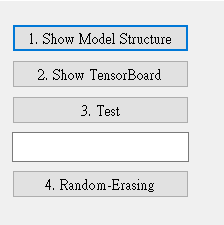 1. Show Model Structure
2. Show TensorBoard
3. Test
4. Random-Erasing